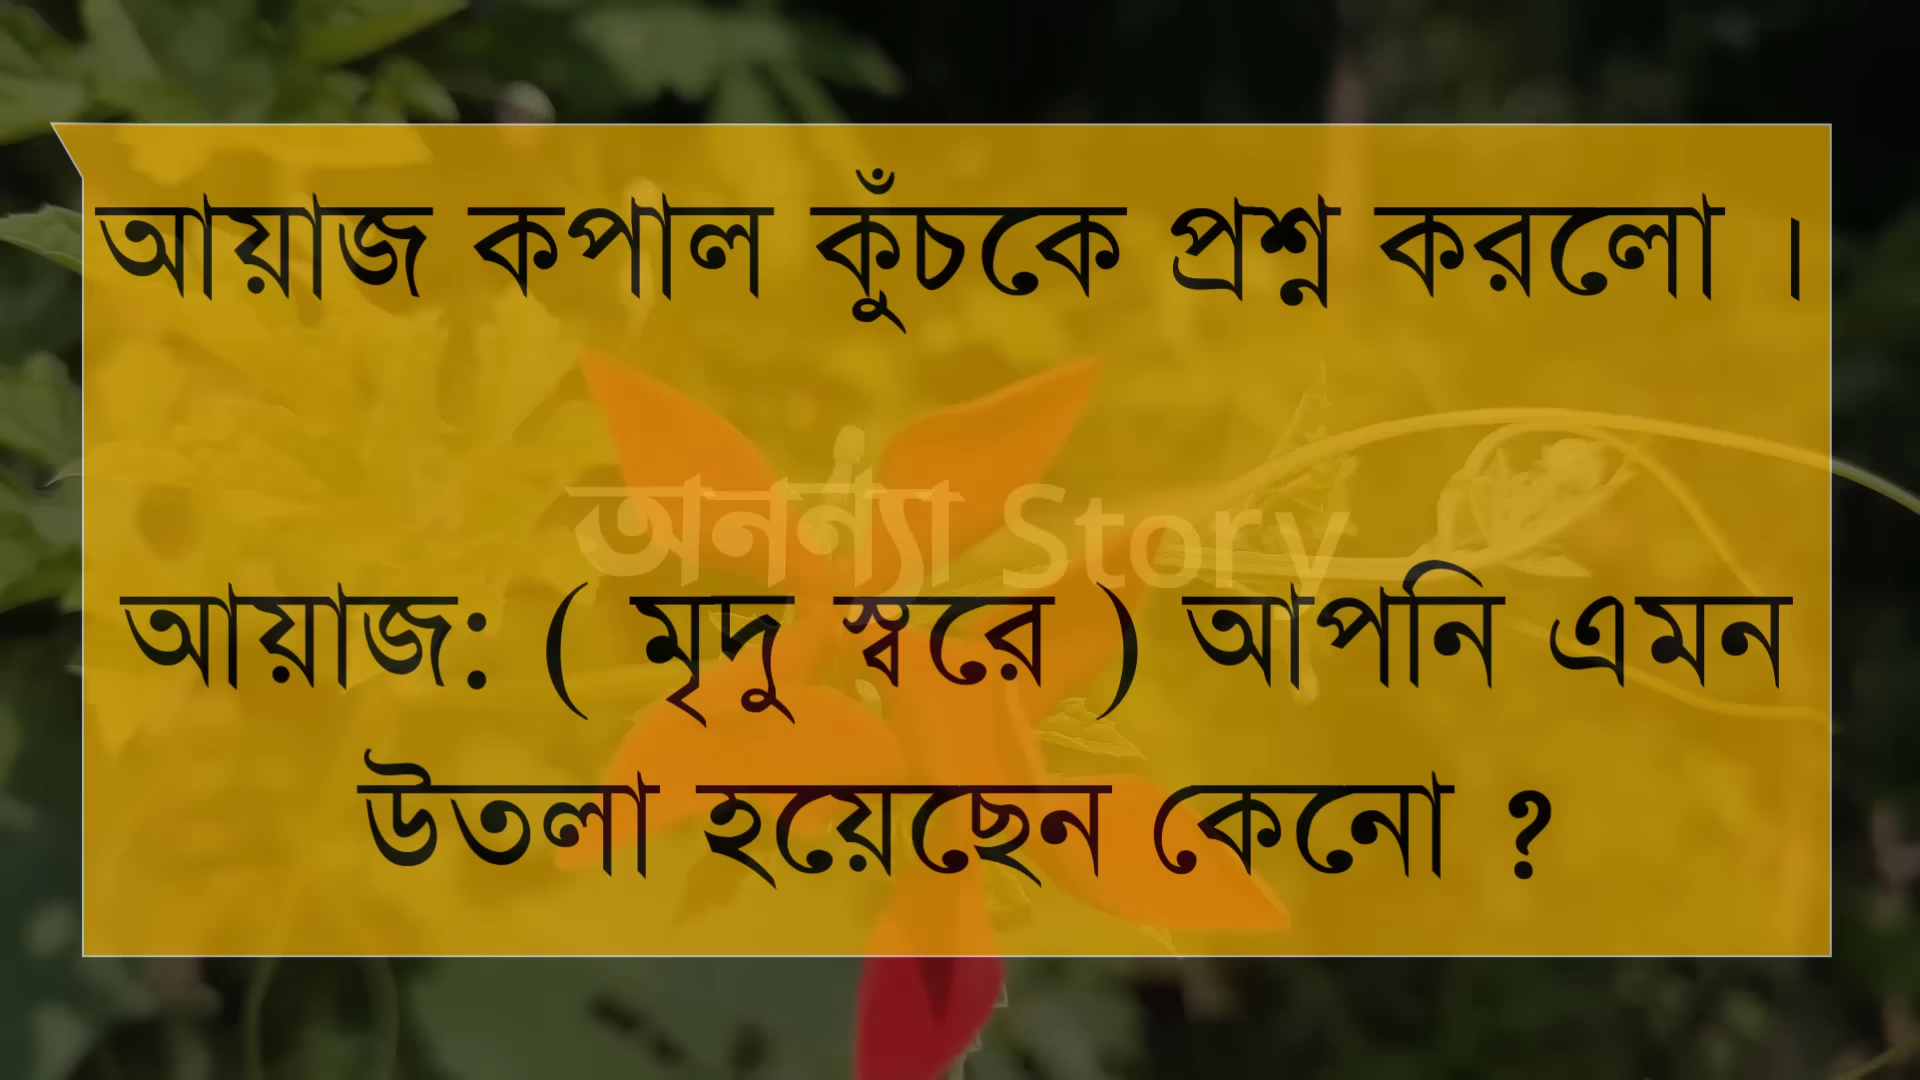 আয়াজ কপাল কুঁচকে প্রশ্ন করলো ।
অনন্যা Story
আয়াজ: ( মৃদু স্বরে ) আপনি এমন
উতলা হয়েছেন কেনো ?